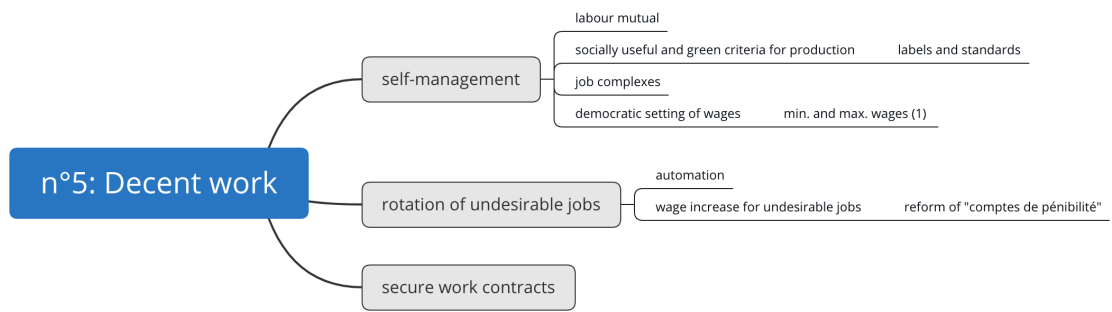 n°5: Decent work
self-management
labour mutual
socially useful and green criteria for production
labels and standards
job complexes
democratic setting of wages
min. and max. wages (1)
rotation of undesirable jobs
automation
wage increase for undesirable jobs
reform of "comptes de pénibilité"
secure work contracts